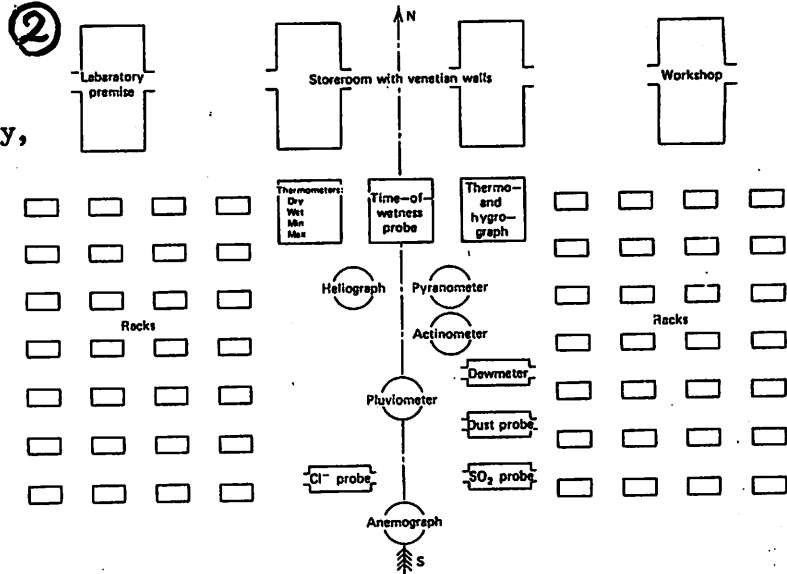 2
N
Labaratory
premise
Storeroom with venetian walls
Workshop
y,
Thermometers:
Dry
Wet
Min
Max
Time-of-
wetness
probe
Thermo-
and
hygro-
graph
Heliograph
Pyranometer
Racks
Actinometer
Racks
Dewmeter
Pluviometer
Dust probe
Cl⁻ probe
SO₂ probe
Anemograph
S